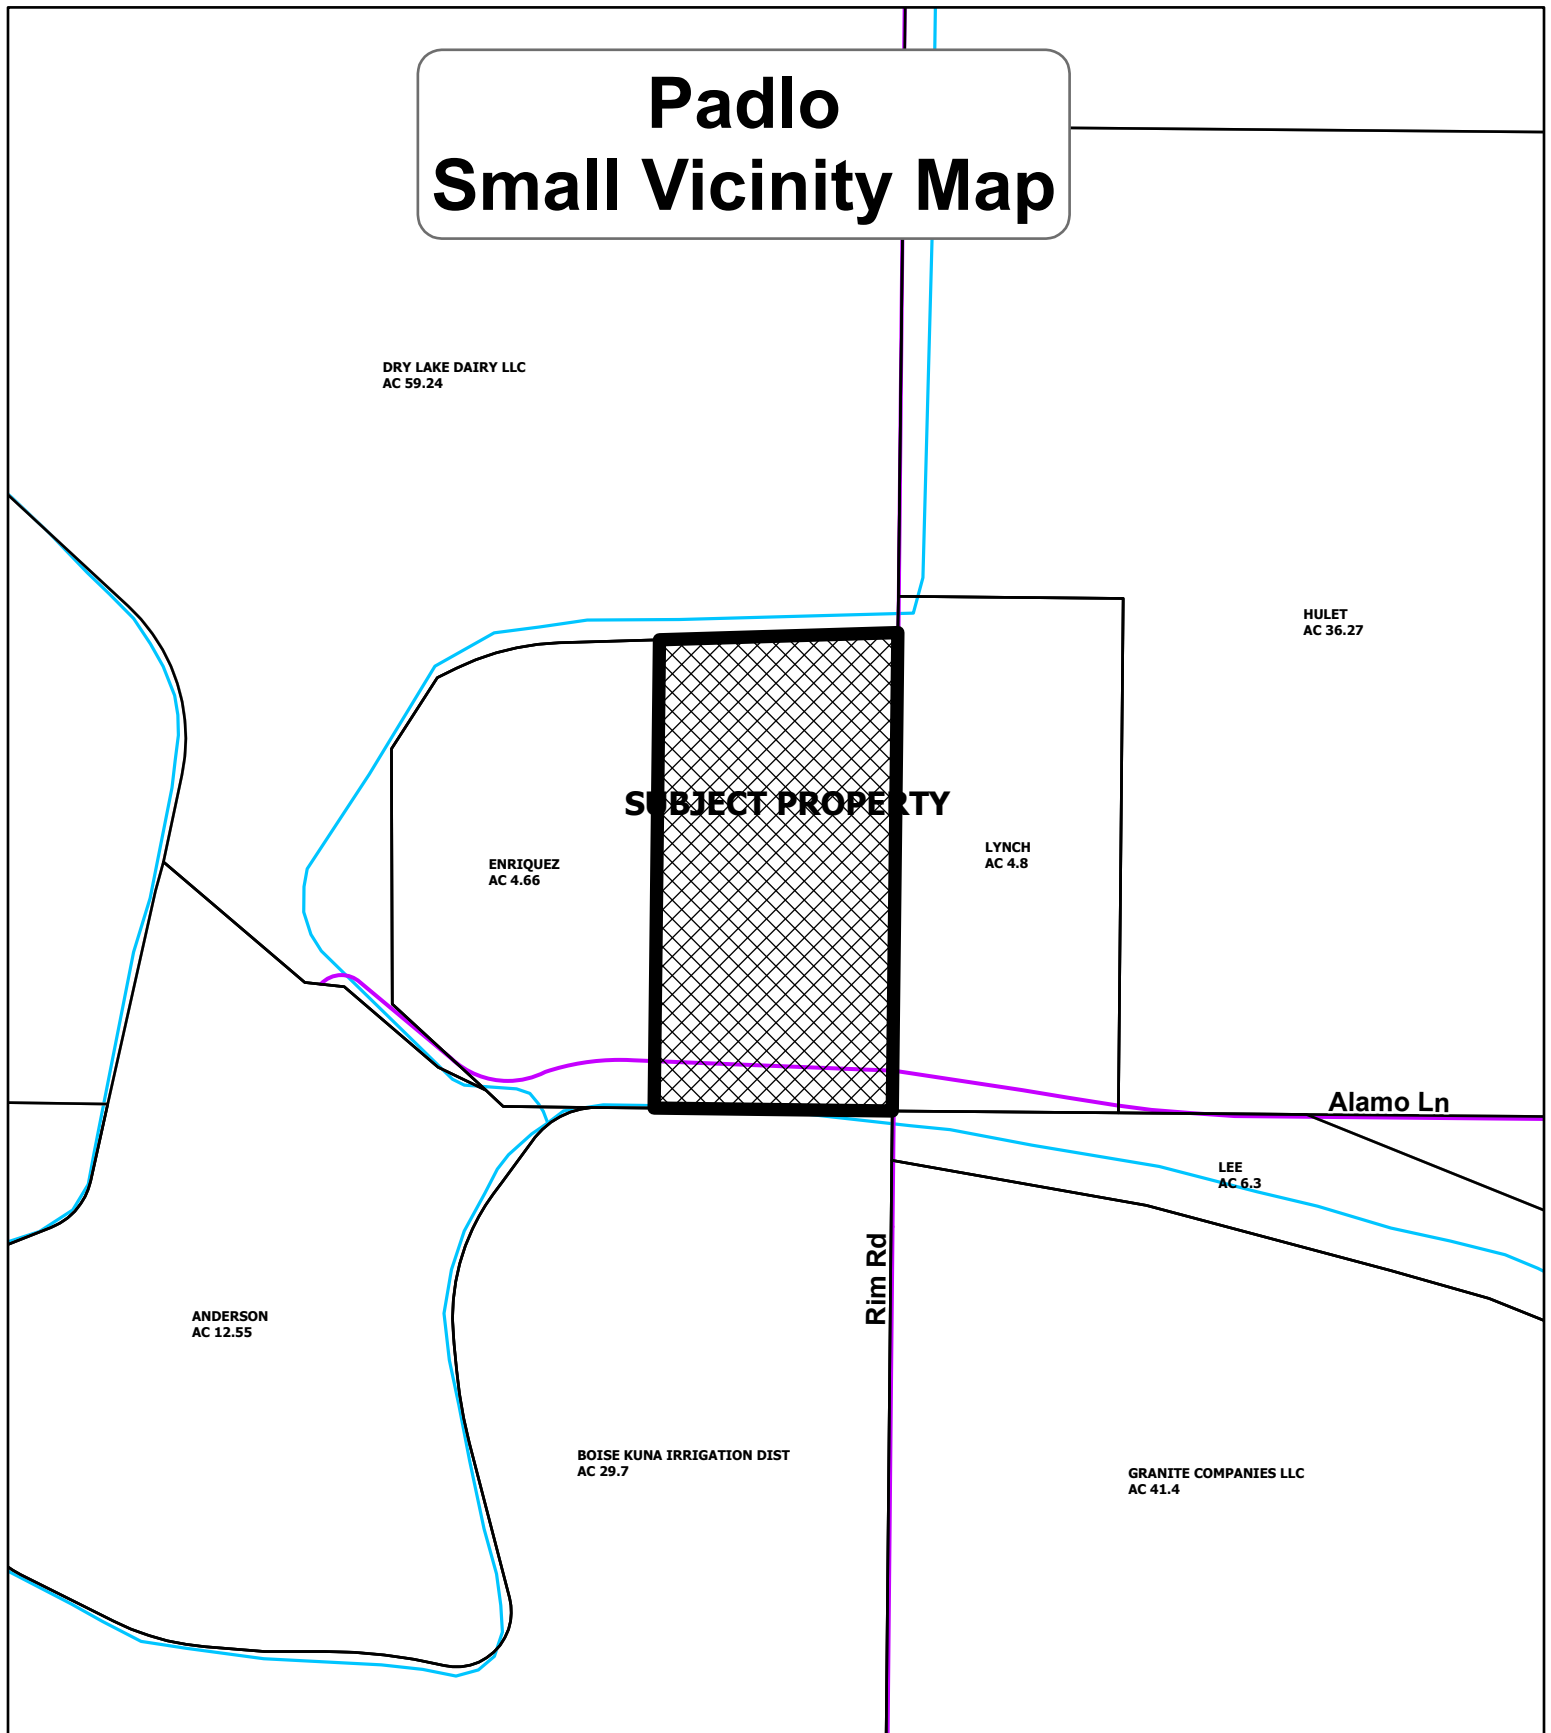 Padlo
Small Vicinity Map
DRY LAKE DAIRY LLC
AC 59.24
HULET
AC 36.27
SUBJECT PROPERTY
LYNCH
AC 4.8
ENRIQUEZ
AC 4.66
Alamo Ln
LEE
AC 6.3
Rim Rd
ANDERSON
AC 12.55
BOISE KUNA IRRIGATION DIST
AC 29.7
GRANITE COMPANIES LLC
AC 41.4